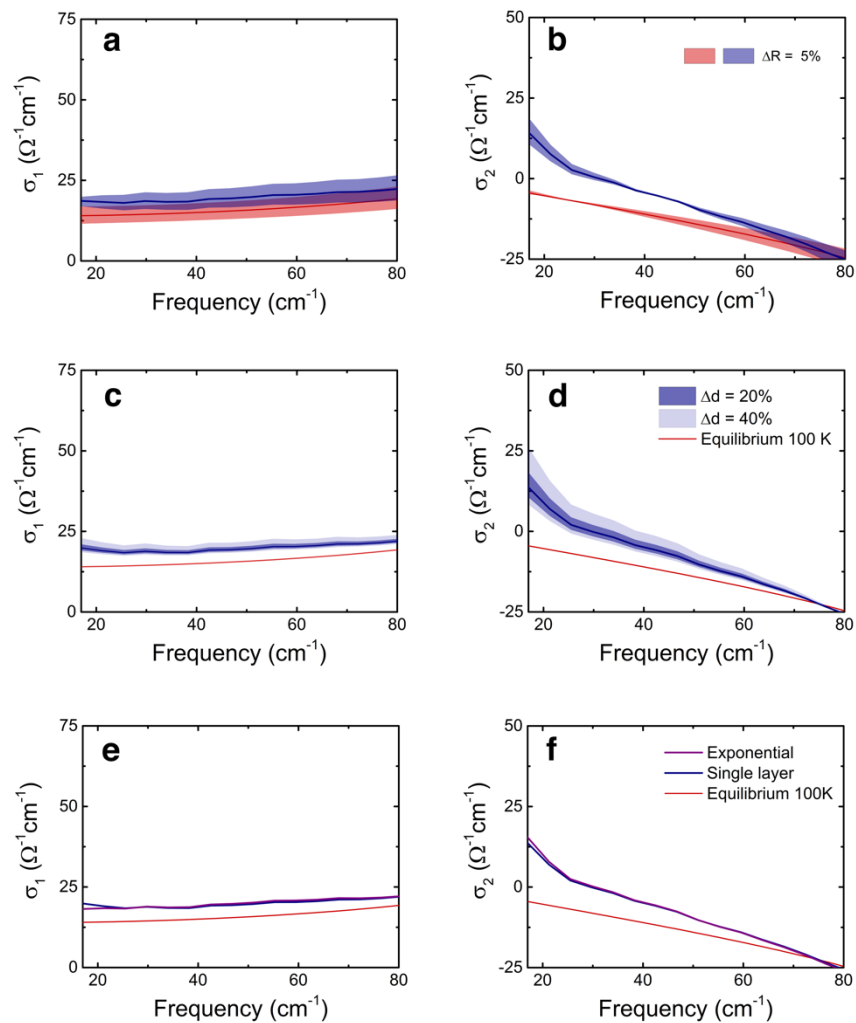 a
75
50
25
0
σ₁ (Ω⁻¹cm⁻¹)
20 40 60 80
Frequency (cm⁻¹)
b
ΔR = 5%
50
25
0
-25
σ₂ (Ω⁻¹cm⁻¹)
20 40 60 80
Frequency (cm⁻¹)
c
75
50
25
0
σ₁ (Ω⁻¹cm⁻¹)
20 40 60 80
Frequency (cm⁻¹)
d
Δd = 20%
Δd = 40%
Equilibrium 100 K
50
25
0
-25
σ₂ (Ω⁻¹cm⁻¹)
20 40 60 80
Frequency (cm⁻¹)
e
75
50
25
0
σ₁ (Ω⁻¹cm⁻¹)
20 40 60 80
Frequency (cm⁻¹)
f
Exponential
Single layer
Equilibrium 100K
50
25
0
-25
σ₂ (Ω⁻¹cm⁻¹)
20 40 60 80
Frequency (cm⁻¹)